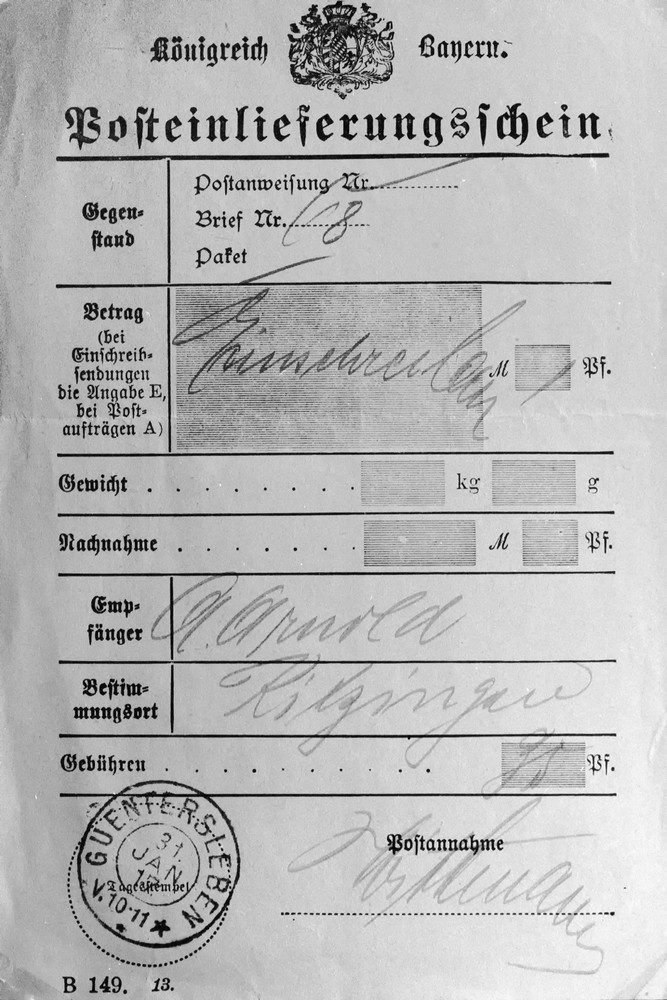 Königreich Bayern.
Posteinlieferungsschein.
Gegen-
stand
Postanweisung Nr.
Brief Nr. 68
Paket
Betrag
(bei
Einschreib-
sendungen
die Angabe E,
bei Post-
aufträgen A)
Einschreiben M Pf.
Gewicht . . . . . . . . kg g
Nachnahme . . . . . . . M Pf.
Emp-
fänger
A. Arnold
Bestim-
mungsort
Kitzingen
Gebühren . . . . . . . . Pf.
GUENTERSLEBEN
31.
JAN.
V.10-11
Tagesstempel
Postannahme
B 149. 13.